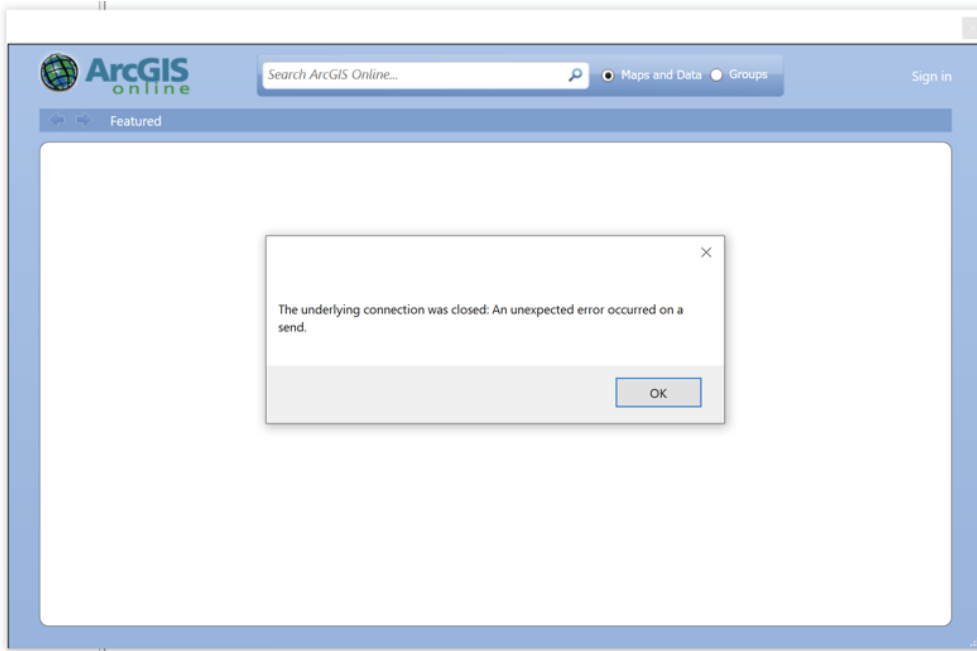 ArcGIS
online
Search ArcGIS Online...
Maps and Data
Groups
Sign in
Featured
The underlying connection was closed: An unexpected error occurred on a
send.
OK